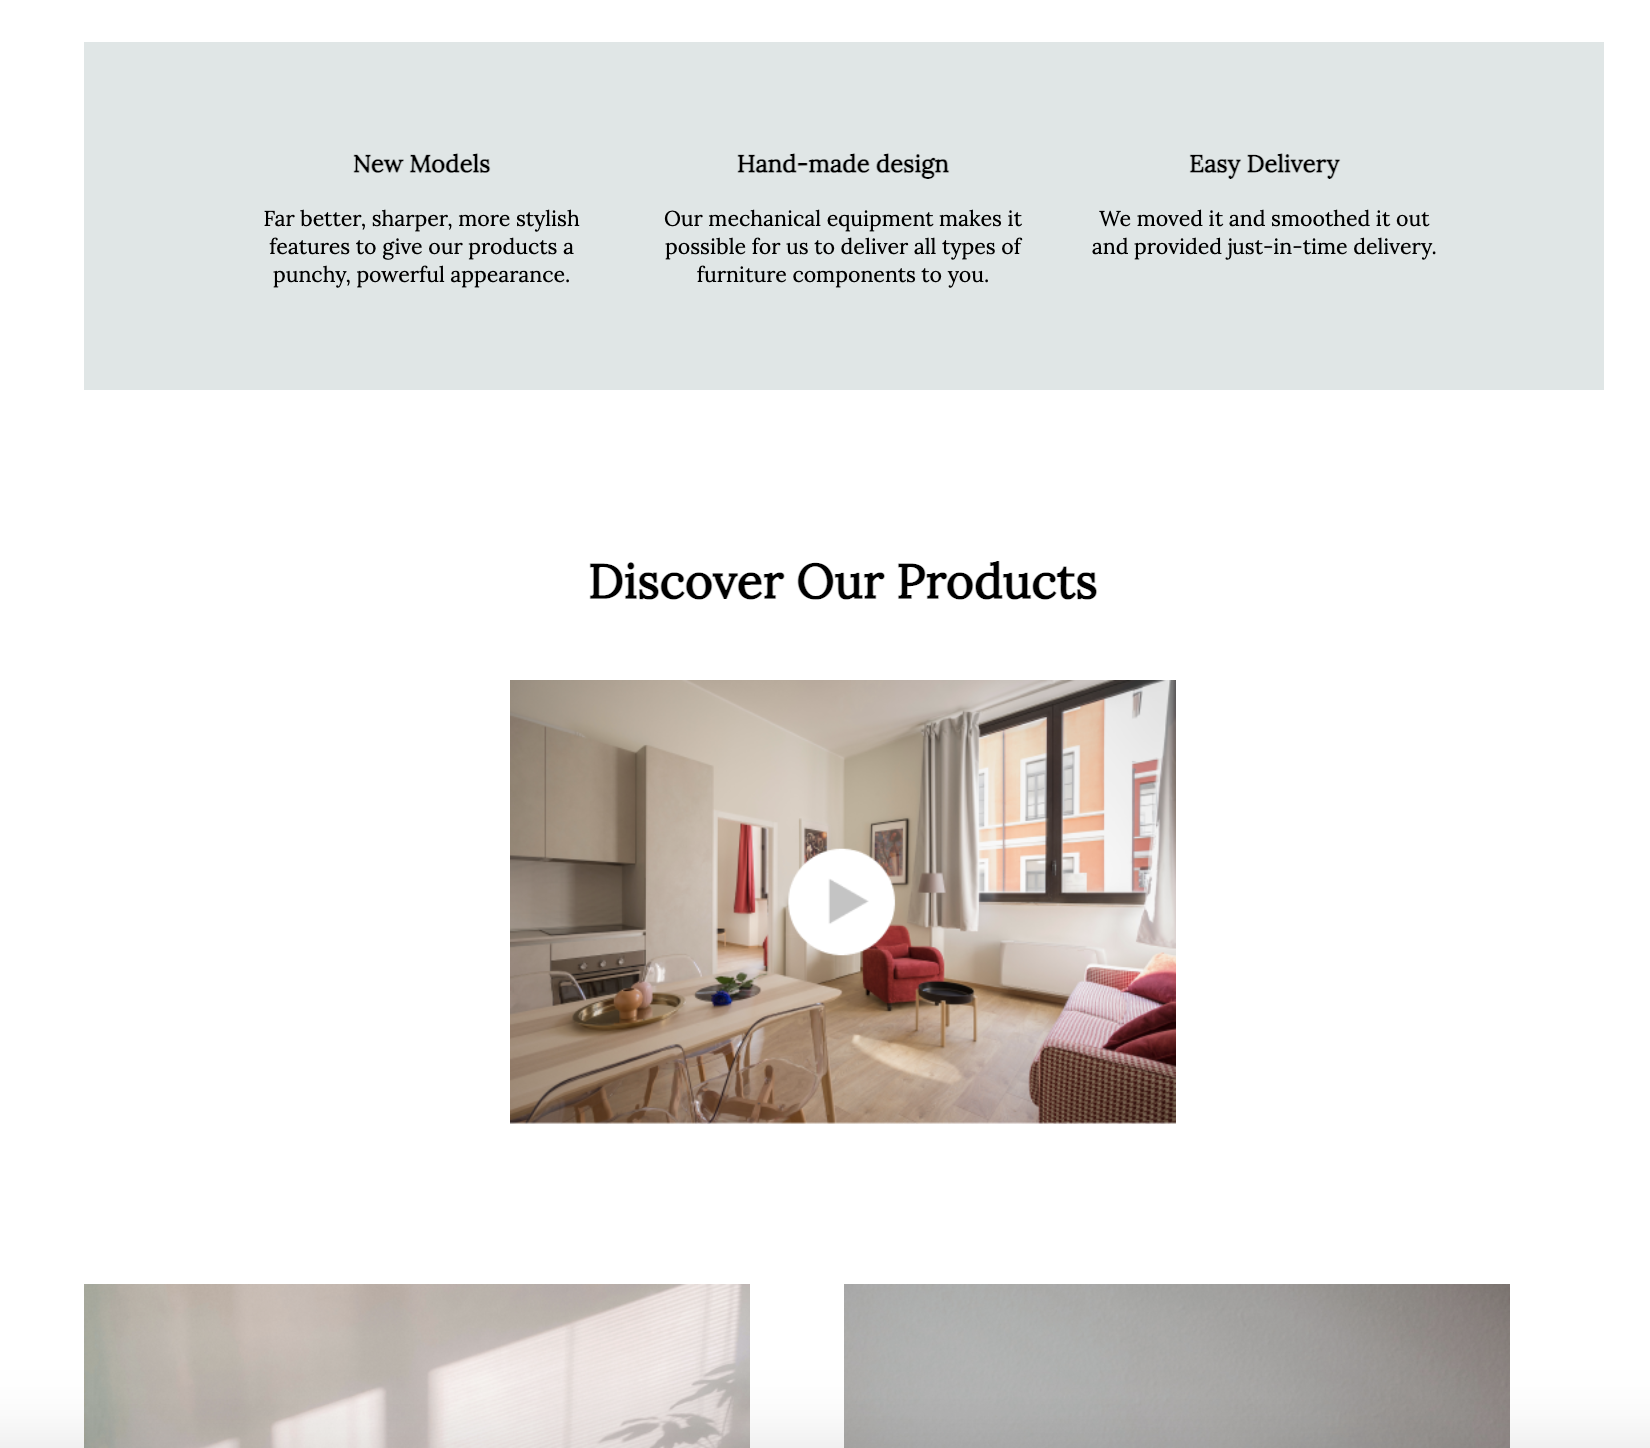 New Models
Far better, sharper, more stylish
features to give our products a
punchy, powerful appearance.
Hand-made design
Our mechanical equipment makes it
possible for us to deliver all types of
furniture components to you.
Easy Delivery
We moved it and smoothed it out
and provided just-in-time delivery.
Discover Our Products